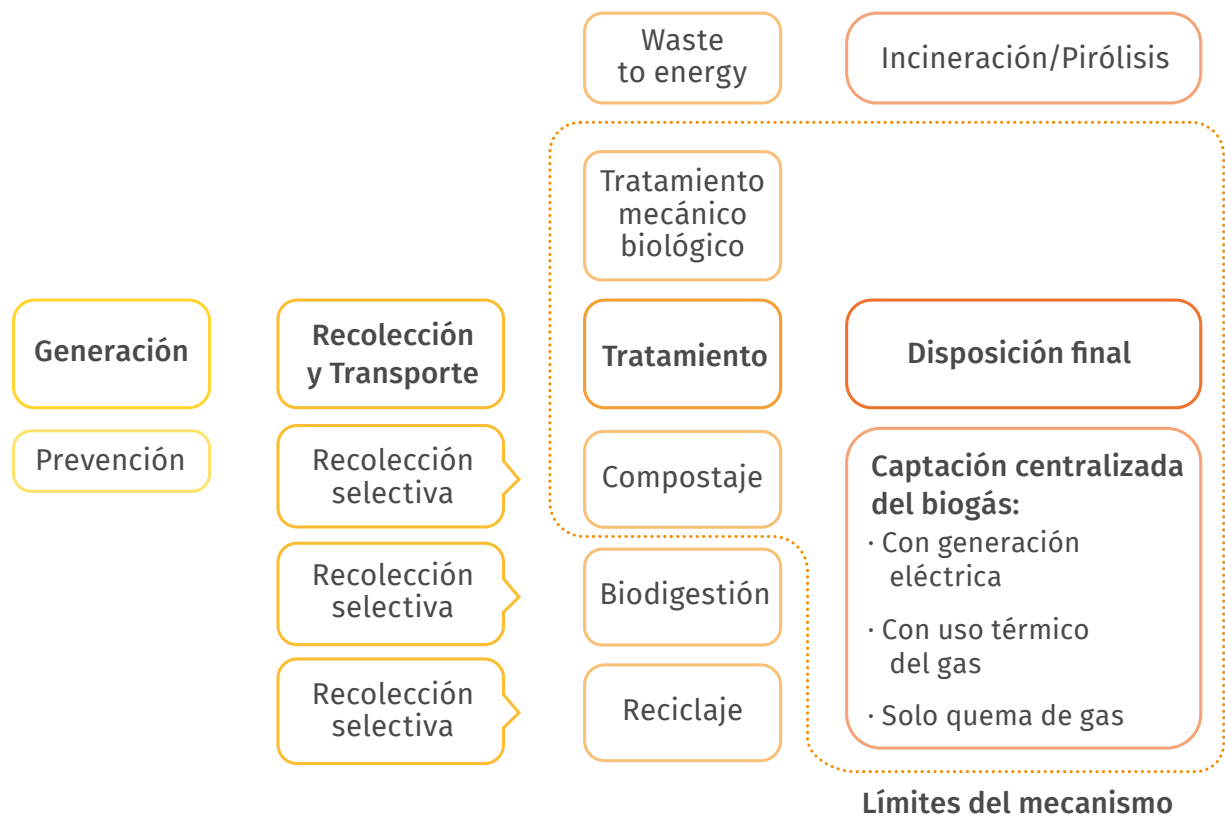 Waste
to energy
Incineración/Pirólisis
Tratamiento
mecánico
biológico
Generación
Recolección
y Transporte
Tratamiento
Disposición final
Prevención
Recolección
selectiva
Compostaje
Captación centralizada
del biogás:
· Con generación
eléctrica
· Con uso térmico
del gas
· Solo quema de gas
Recolección
selectiva
Biodigestión
Recolección
selectiva
Reciclaje
Límites del mecanismo